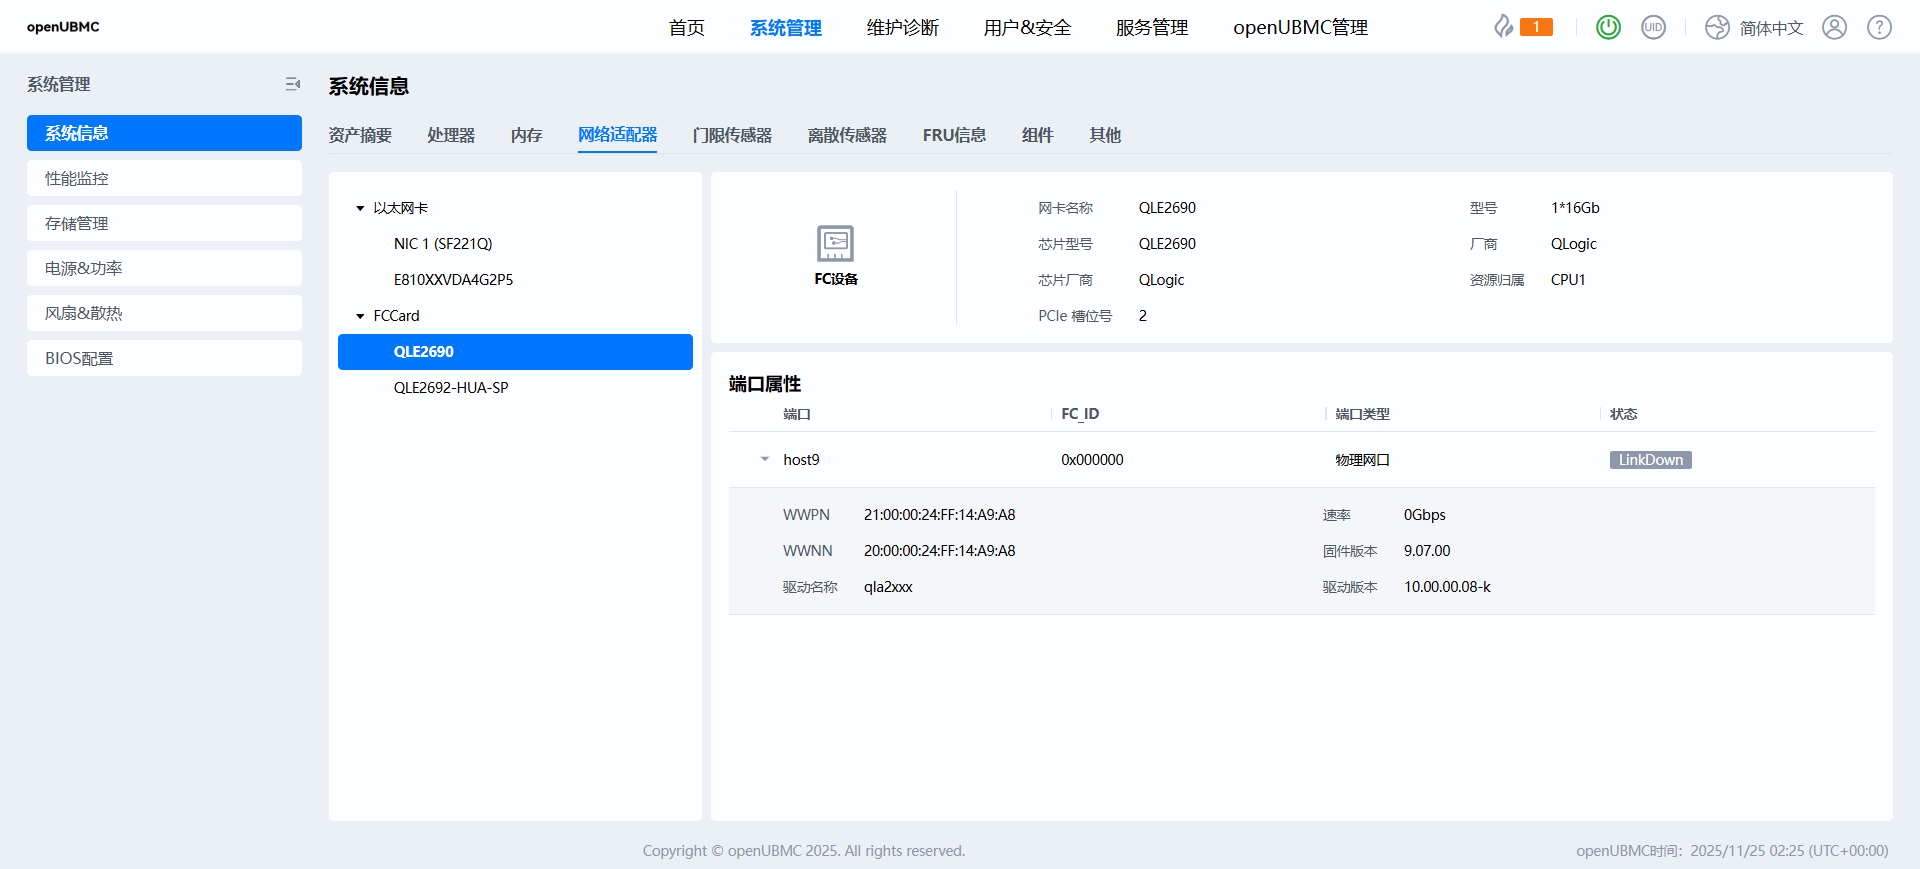 openUBMC
首页 系统管理 维护诊断 用户&安全 服务管理 openUBMC管理
1 UID 简体中文 ?
系统管理
系统信息
性能监控
存储管理
电源&功率
风扇&散热
BIOS配置
系统信息
资产摘要 处理器 内存 网络适配器 门限传感器 离散传感器 FRU信息 组件 其他
以太网卡
NIC 1 (SF221Q)
E810XXVDA4G2P5
FCCard
QLE2690
QLE2692-HUA-SP
FC设备
网卡名称 QLE2690 型号 1*16Gb
芯片型号 QLE2690 厂商 QLogic
芯片厂商 QLogic 资源归属 CPU1
PCIe 槽位号 2
端口属性
端口 FC_ID 端口类型 状态
host9 0x000000 物理网口 LinkDown
WWPN 21:00:00:24:FF:14:A9:A8 速率 0Gbps
WWNN 20:00:00:24:FF:14:A9:A8 固件版本 9.07.00
驱动名称 qla2xxx 驱动版本 10.00.00.08-k
Copyright © openUBMC 2025. All rights reserved.
openUBMC时间: 2025/11/25 02:25 (UTC+00:00)